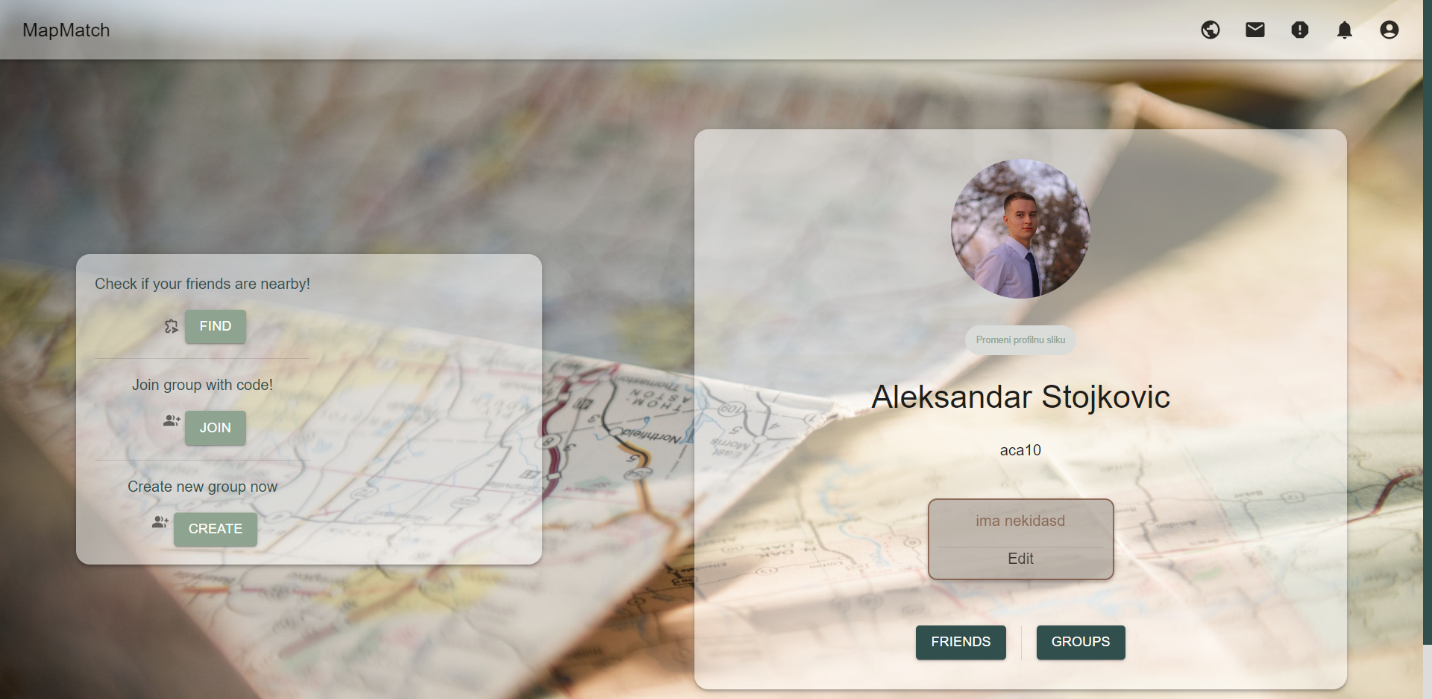 MapMatch
Check if your friends are nearby!
FIND
Join group with code!
JOIN
Create new group now
CREATE
Promeni profilnu sliku
Aleksandar Stojkovic
aca10
ima nekidasd
Edit
FRIENDS
GROUPS
Northfield